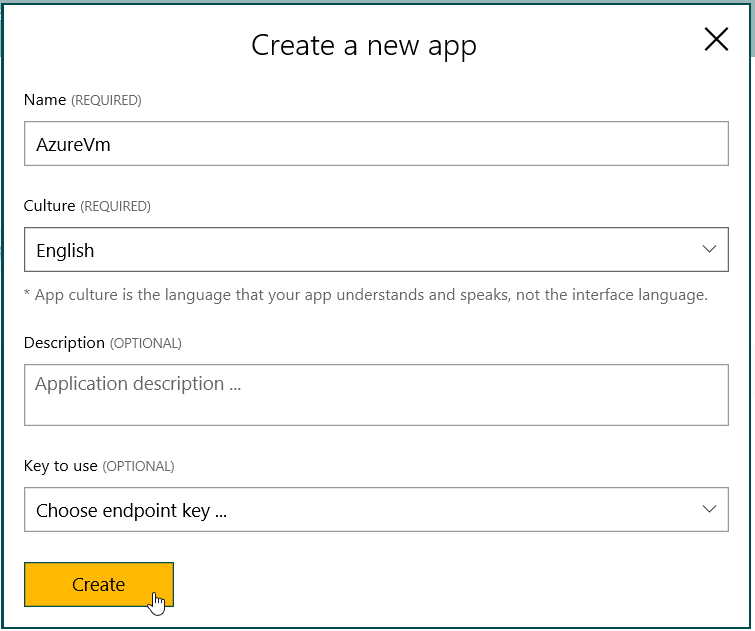 Create a new app
Name (REQUIRED)
AzureVm
Culture (REQUIRED)
English
* App culture is the language that your app understands and speaks, not the interface language.
Description (OPTIONAL)
Application description ...
Key to use (OPTIONAL)
Choose endpoint key ...
Create